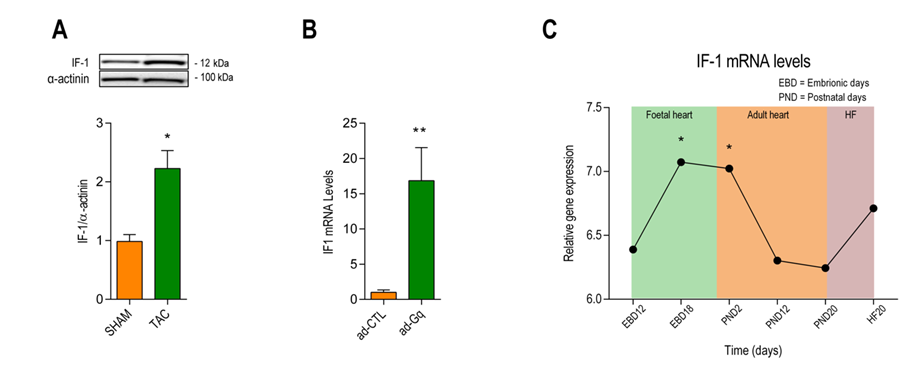 A
IF-1
- 12 kDa
α-actinin
- 100 kDa
IF-1/α-actinin
3
2
1
0
*
SHAM
TAC
B
IF1 mRNA Levels
25
20
15
10
5
0
**
ad-CTL
ad-Gq
C
IF-1 mRNA levels
EBD = Embrionic days
PND = Postnatal days
Relative gene expression
7.5
7.0
6.5
6.0
Foetal heart
Adult heart
HF
*
*
EBD12
EBD18
PND2
PND12
PND20
HF20
Time (days)